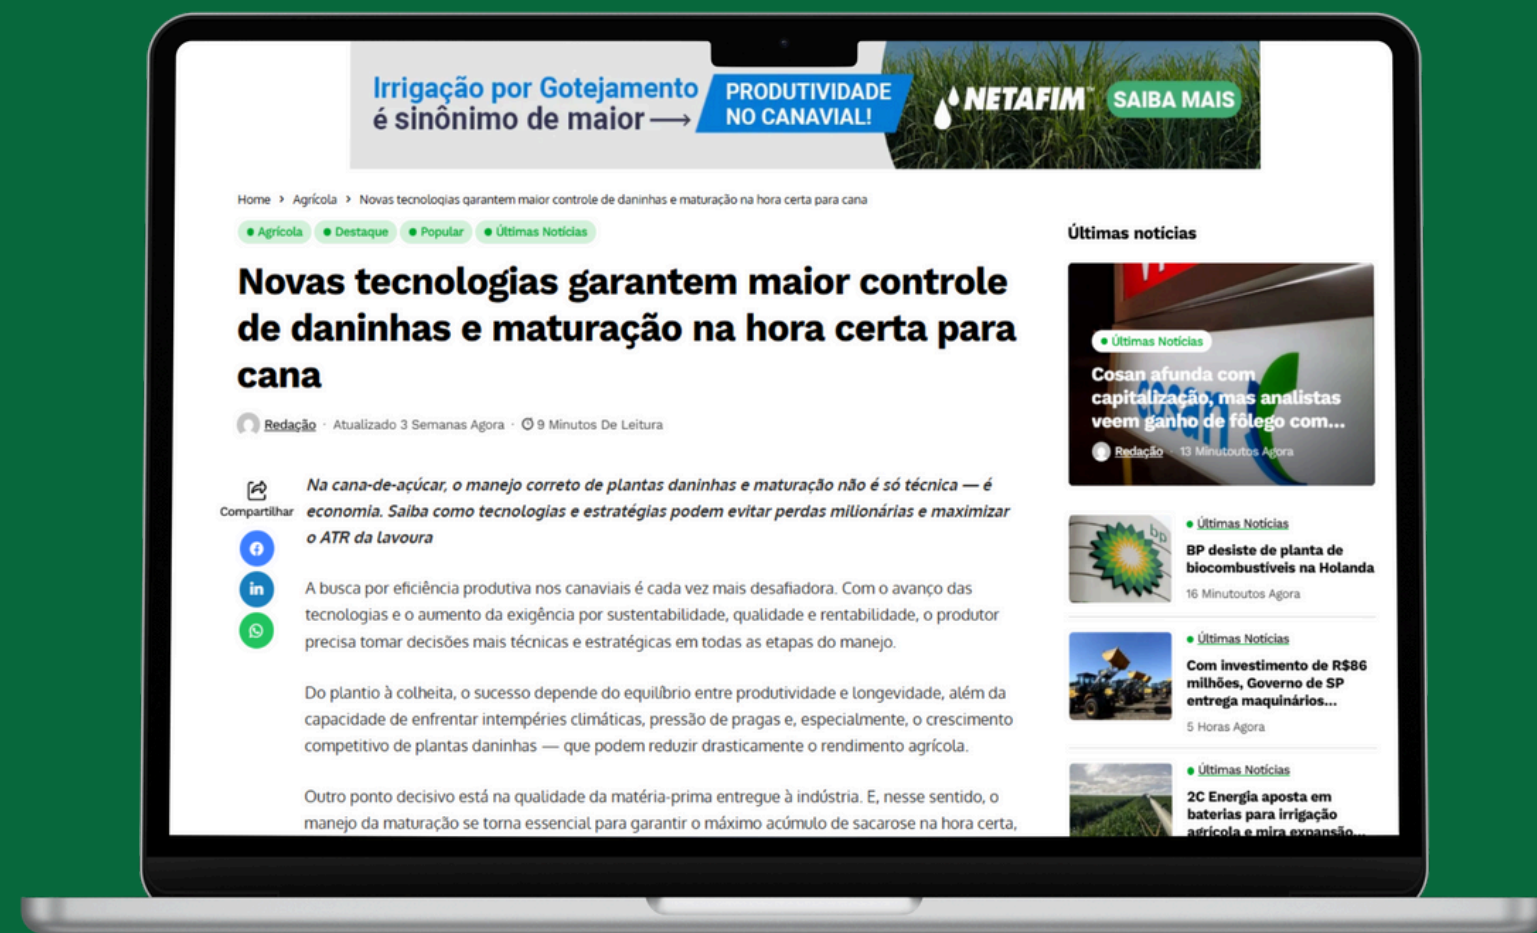 Irrigação por Gotejamento
é sinônimo de maior
PRODUTIVIDADE
NO CANAVIAL!
NETAFIM™
SAIBA MAIS
Home > Agrícola > Novas tecnologias garantem maior controle de daninhas e maturação na hora certa para cana
Agrícola Destaque Popular Últimas Notícias
Novas tecnologias garantem maior controle
de daninhas e maturação na hora certa para
cana
Redação · Atualizado 3 Semanas Agora · 9 Minutos De Leitura
Compartilhar
in
Na cana-de-açúcar, o manejo correto de plantas daninhas e maturação não é só técnica — é
economia. Saiba como tecnologias e estratégias podem evitar perdas milionárias e maximizar
o ATR da lavoura
A busca por eficiência produtiva nos canaviais é cada vez mais desafiadora. Com o avanço das
tecnologias e o aumento da exigência por sustentabilidade, qualidade e rentabilidade, o produtor
precisa tomar decisões mais técnicas e estratégicas em todas as etapas do manejo.
Do plantio à colheita, o sucesso depende do equilíbrio entre produtividade e longevidade, além da
capacidade de enfrentar intempéries climáticas, pressão de pragas e, especialmente, o crescimento
competitivo de plantas daninhas — que podem reduzir drasticamente o rendimento agrícola.
Outro ponto decisivo está na qualidade da matéria-prima entregue à indústria. E, nesse sentido, o
manejo da maturação se torna essencial para garantir o máximo acúmulo de sacarose na hora certa,
Últimas notícias
cosan
Últimas Notícias
Cosan afunda com
capitalização, mas analistas
veem ganho de fôlego com...
Redação · 13 Minutoutos Agora
bp
Últimas Notícias
BP desiste de planta de
biocombustíveis na Holanda
16 Minutoutos Agora
Últimas Notícias
Com investimento de R$86
milhões, Governo de SP
entrega maquinários...
5 Horas Agora
Últimas Notícias
2C Energia aposta em
baterias para irrigação
agrícola e mira expansão...